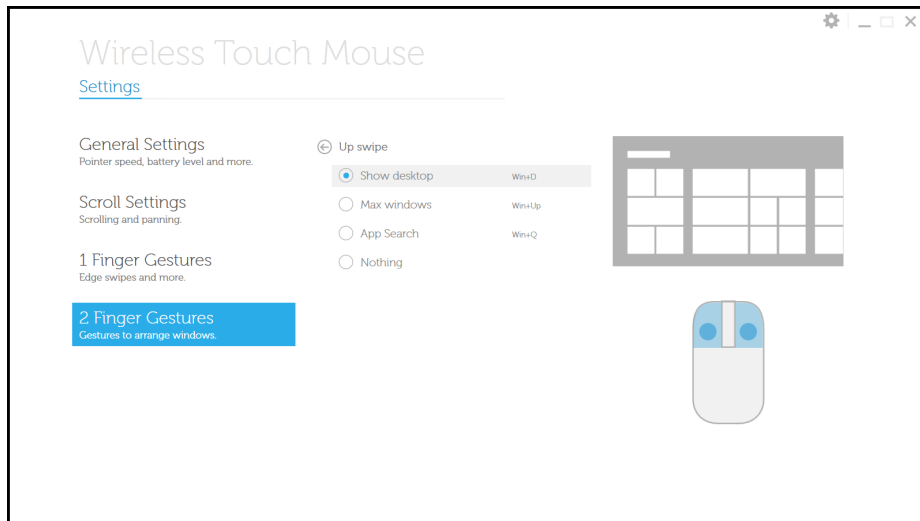 Wireless Touch Mouse
Settings
General Settings
Pointer speed, battery level and more.
Scroll Settings
Scrolling and panning.
1 Finger Gestures
Edge swipes and more.
2 Finger Gestures
Gestures to arrange windows.
Up swipe
Show desktop Win+D
Max windows Win+Up
App Search Win+Q
Nothing